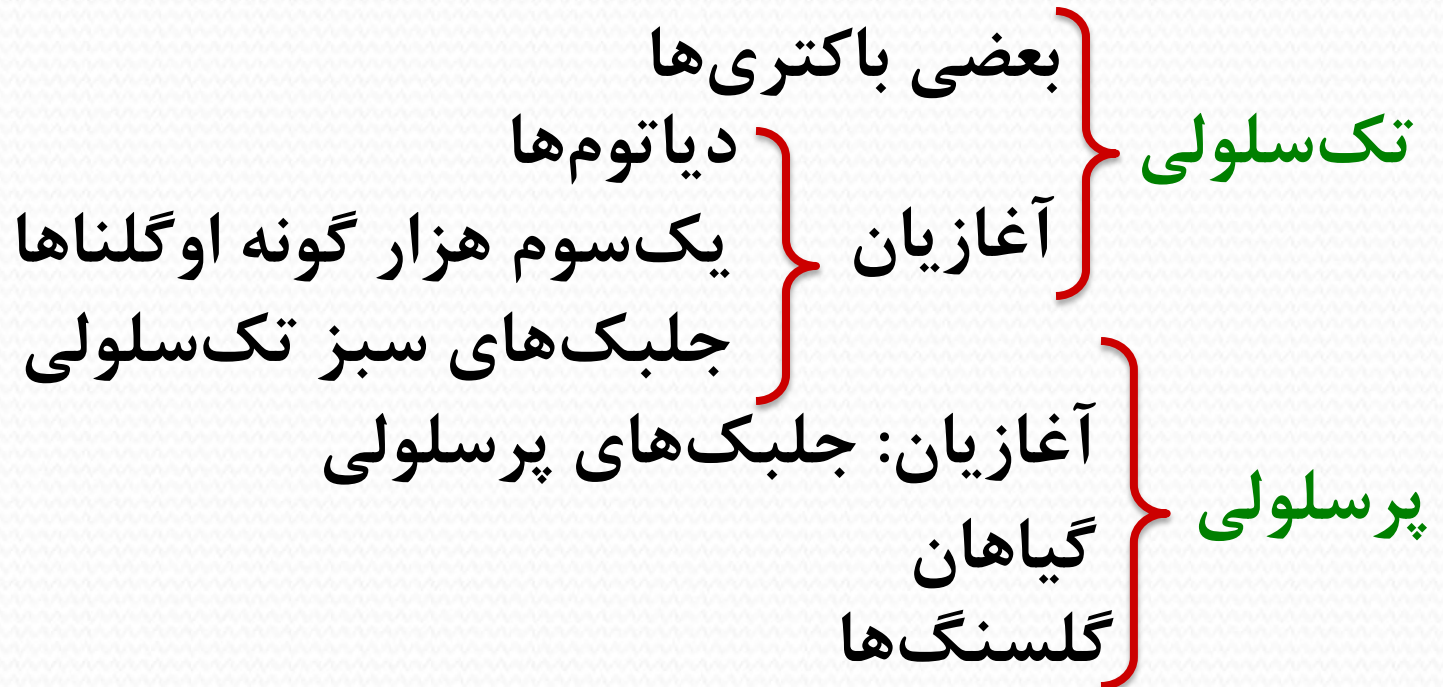 تک‌سلولی
بعضی باکتری‌ها
آغازیان
دیاتوم‌ها
یک‌سوم هزار گونه اوگلناها
جلبک‌های سبز تک‌سلولی
پرسلولی
آغازیان: جلبک‌های پرسلولی
گیاهان
گلسنگ‌ها